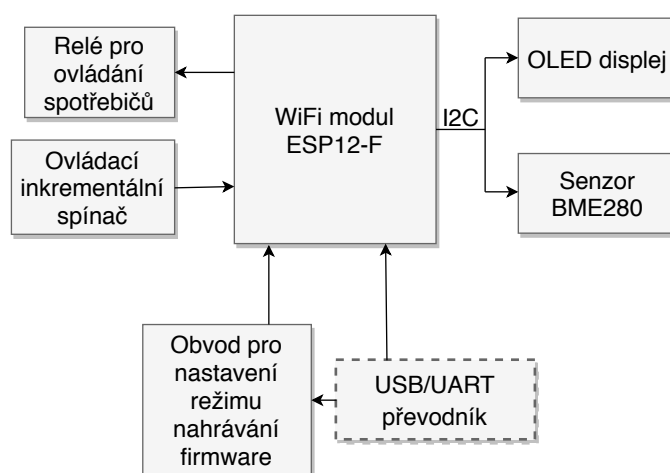 Relé pro
ovládání
spotřebičů
WiFi modul
ESP12-F
I2C
OLED displej
Ovládací
inkrementální
spínač
Senzor
BME280
Obvod pro
nastavení
režimu
nahrávání
firmware
USB/UART
převodník